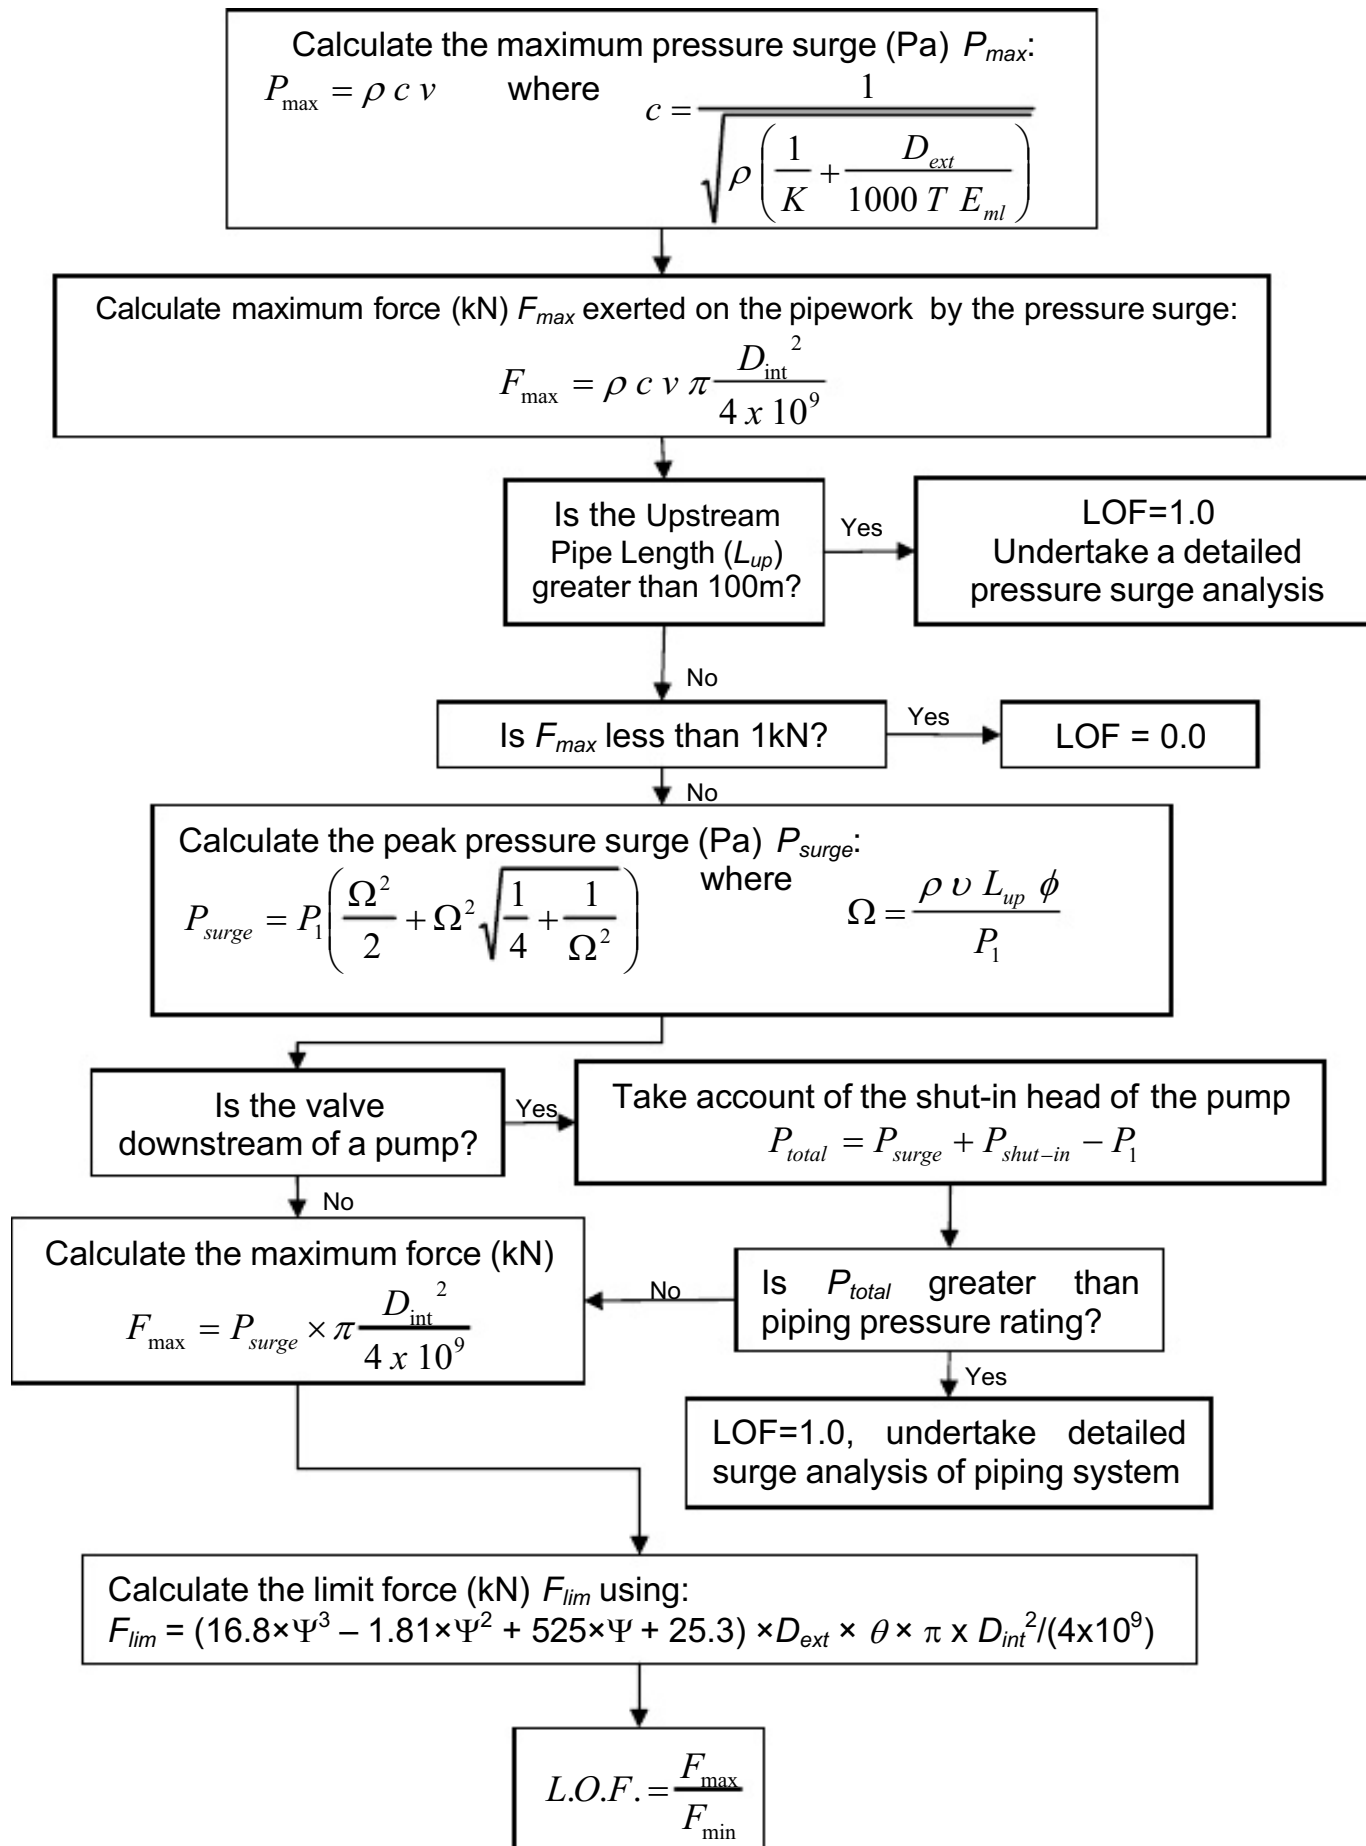 Calculate the maximum pressure surge (Pa) P_max:
P_max = ρ c v where c = 1 / √(ρ (1/K + D_ext / (1000 T E_ml)))
Calculate maximum force (kN) F_max exerted on the pipework by the pressure surge:
F_max = ρ c v π D_int² / (4 x 10⁹)
Is the Upstream
Pipe Length (L_up)
greater than 100m?
Yes
LOF=1.0
Undertake a detailed
pressure surge analysis
No
Is F_max less than 1kN?
Yes
LOF = 0.0
No
Calculate the peak pressure surge (Pa) P_surge:
P_surge = P₁(Ω²/2 + Ω² √(1/4 + 1/Ω²)) where Ω = ρ υ L_up ϕ / P₁
Is the valve
downstream of a pump?
Yes
Take account of the shut-in head of the pump
P_total = P_surge + P_shut−in − P₁
No
Calculate the maximum force (kN)
F_max = P_surge × π D_int² / (4 x 10⁹)
Is P_total greater than
piping pressure rating?
No
Yes
LOF=1.0, undertake detailed
surge analysis of piping system
Calculate the limit force (kN) F_lim using:
F_lim = (16.8×Ψ³ – 1.81×Ψ² + 525×Ψ + 25.3) ×D_ext × θ × π x D_int²/(4x10⁹)
L.O.F. = F_max / F_min